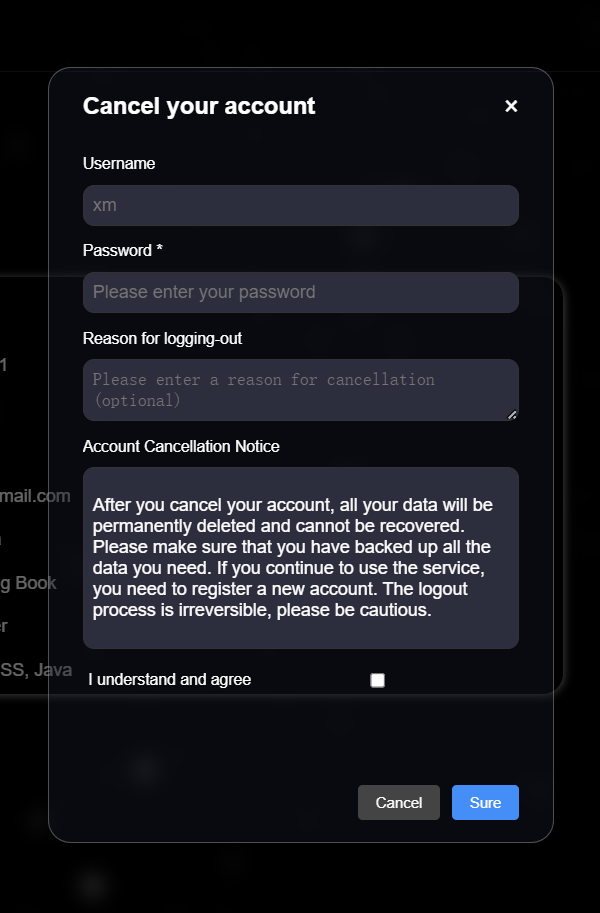 Cancel your account ×
Username
xm
Password *
Please enter your password
Reason for logging-out
1
Please enter a reason for cancellation
(optional)
Account Cancellation Notice
mail.com
After you cancel your account, all your data will be
permanently deleted and cannot be recovered.
Please make sure that you have backed up all the
data you need. If you continue to use the service,
g Book
you need to register a new account. The logout
process is irreversible, please be cautious.
er
SS, Java
I understand and agree
Cancel
Sure